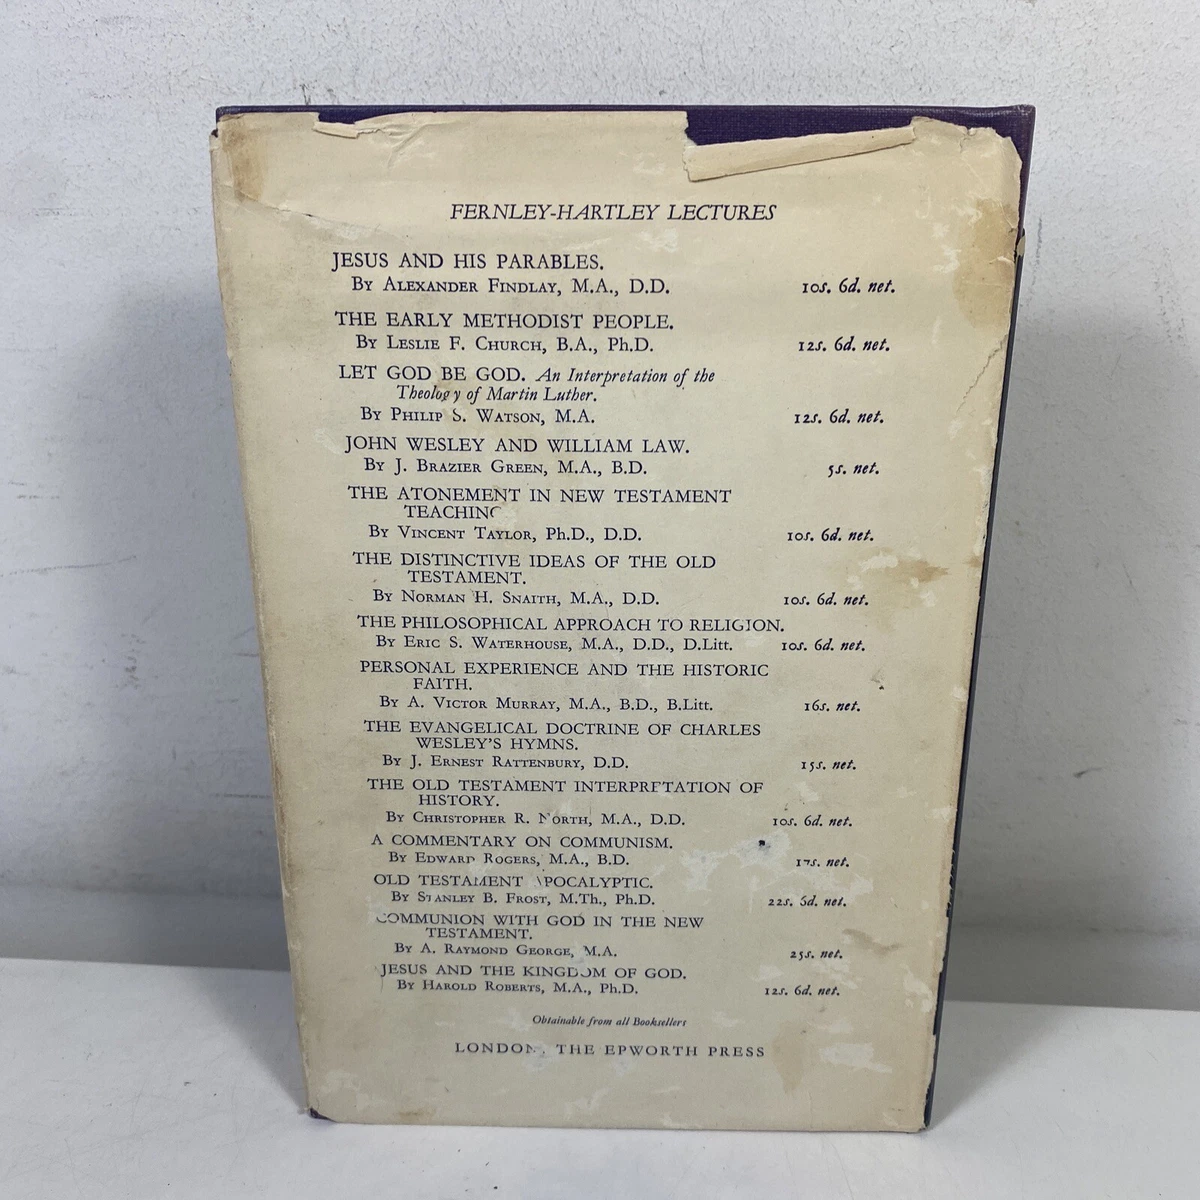 FERNLEY-HARTLEY LECTURES
JESUS AND HIS PARABLES.
By Alexander Findlay, M.A., D.D. 10s. 6d. net.
THE EARLY METHODIST PEOPLE.
By Leslie F. Church, B.A., Ph.D. 12s. 6d. net.
LET GOD BE GOD. An Interpretation of the
Theology of Martin Luther.
By Philip S. Watson, M.A. 12s. 6d. net.
JOHN WESLEY AND WILLIAM LAW.
By J. Brazier Green, M.A., B.D. 5s. net.
THE ATONEMENT IN NEW TESTAMENT
TEACHING
By Vincent Taylor, Ph.D., D.D. 10s. 6d. net.
THE DISTINCTIVE IDEAS OF THE OLD
TESTAMENT.
By Norman H. Snaith, M.A., D.D. 10s. 6d. net.
THE PHILOSOPHICAL APPROACH TO RELIGION.
By Eric S. Waterhouse, M.A., D.D., D.Litt. 10s. 6d. net.
PERSONAL EXPERIENCE AND THE HISTORIC
FAITH.
By A. Victor Murray, M.A., B.D., B.Litt. 16s. net.
THE EVANGELICAL DOCTRINE OF CHARLES
WESLEY'S HYMNS.
By J. Ernest Rattenbury, D.D. 15s. net.
THE OLD TESTAMENT INTERPRETATION OF
HISTORY.
By Christopher R. North, M.A., D.D. 10s. 6d. net.
A COMMENTARY ON COMMUNISM.
By Edward Rogers, M.A., B.D. 17s. net.
OLD TESTAMENT APOCALYPTIC.
By Stanley B. Frost, M.Th., Ph.D. 22s. 6d. net.
COMMUNION WITH GOD IN THE NEW
TESTAMENT.
By A. Raymond George, M.A. 25s. net.
JESUS AND THE KINGDOM OF GOD.
By Harold Roberts, M.A., Ph.D. 12s. 6d. net.
Obtainable from all Booksellers
LONDON, THE EPWORTH PRESS